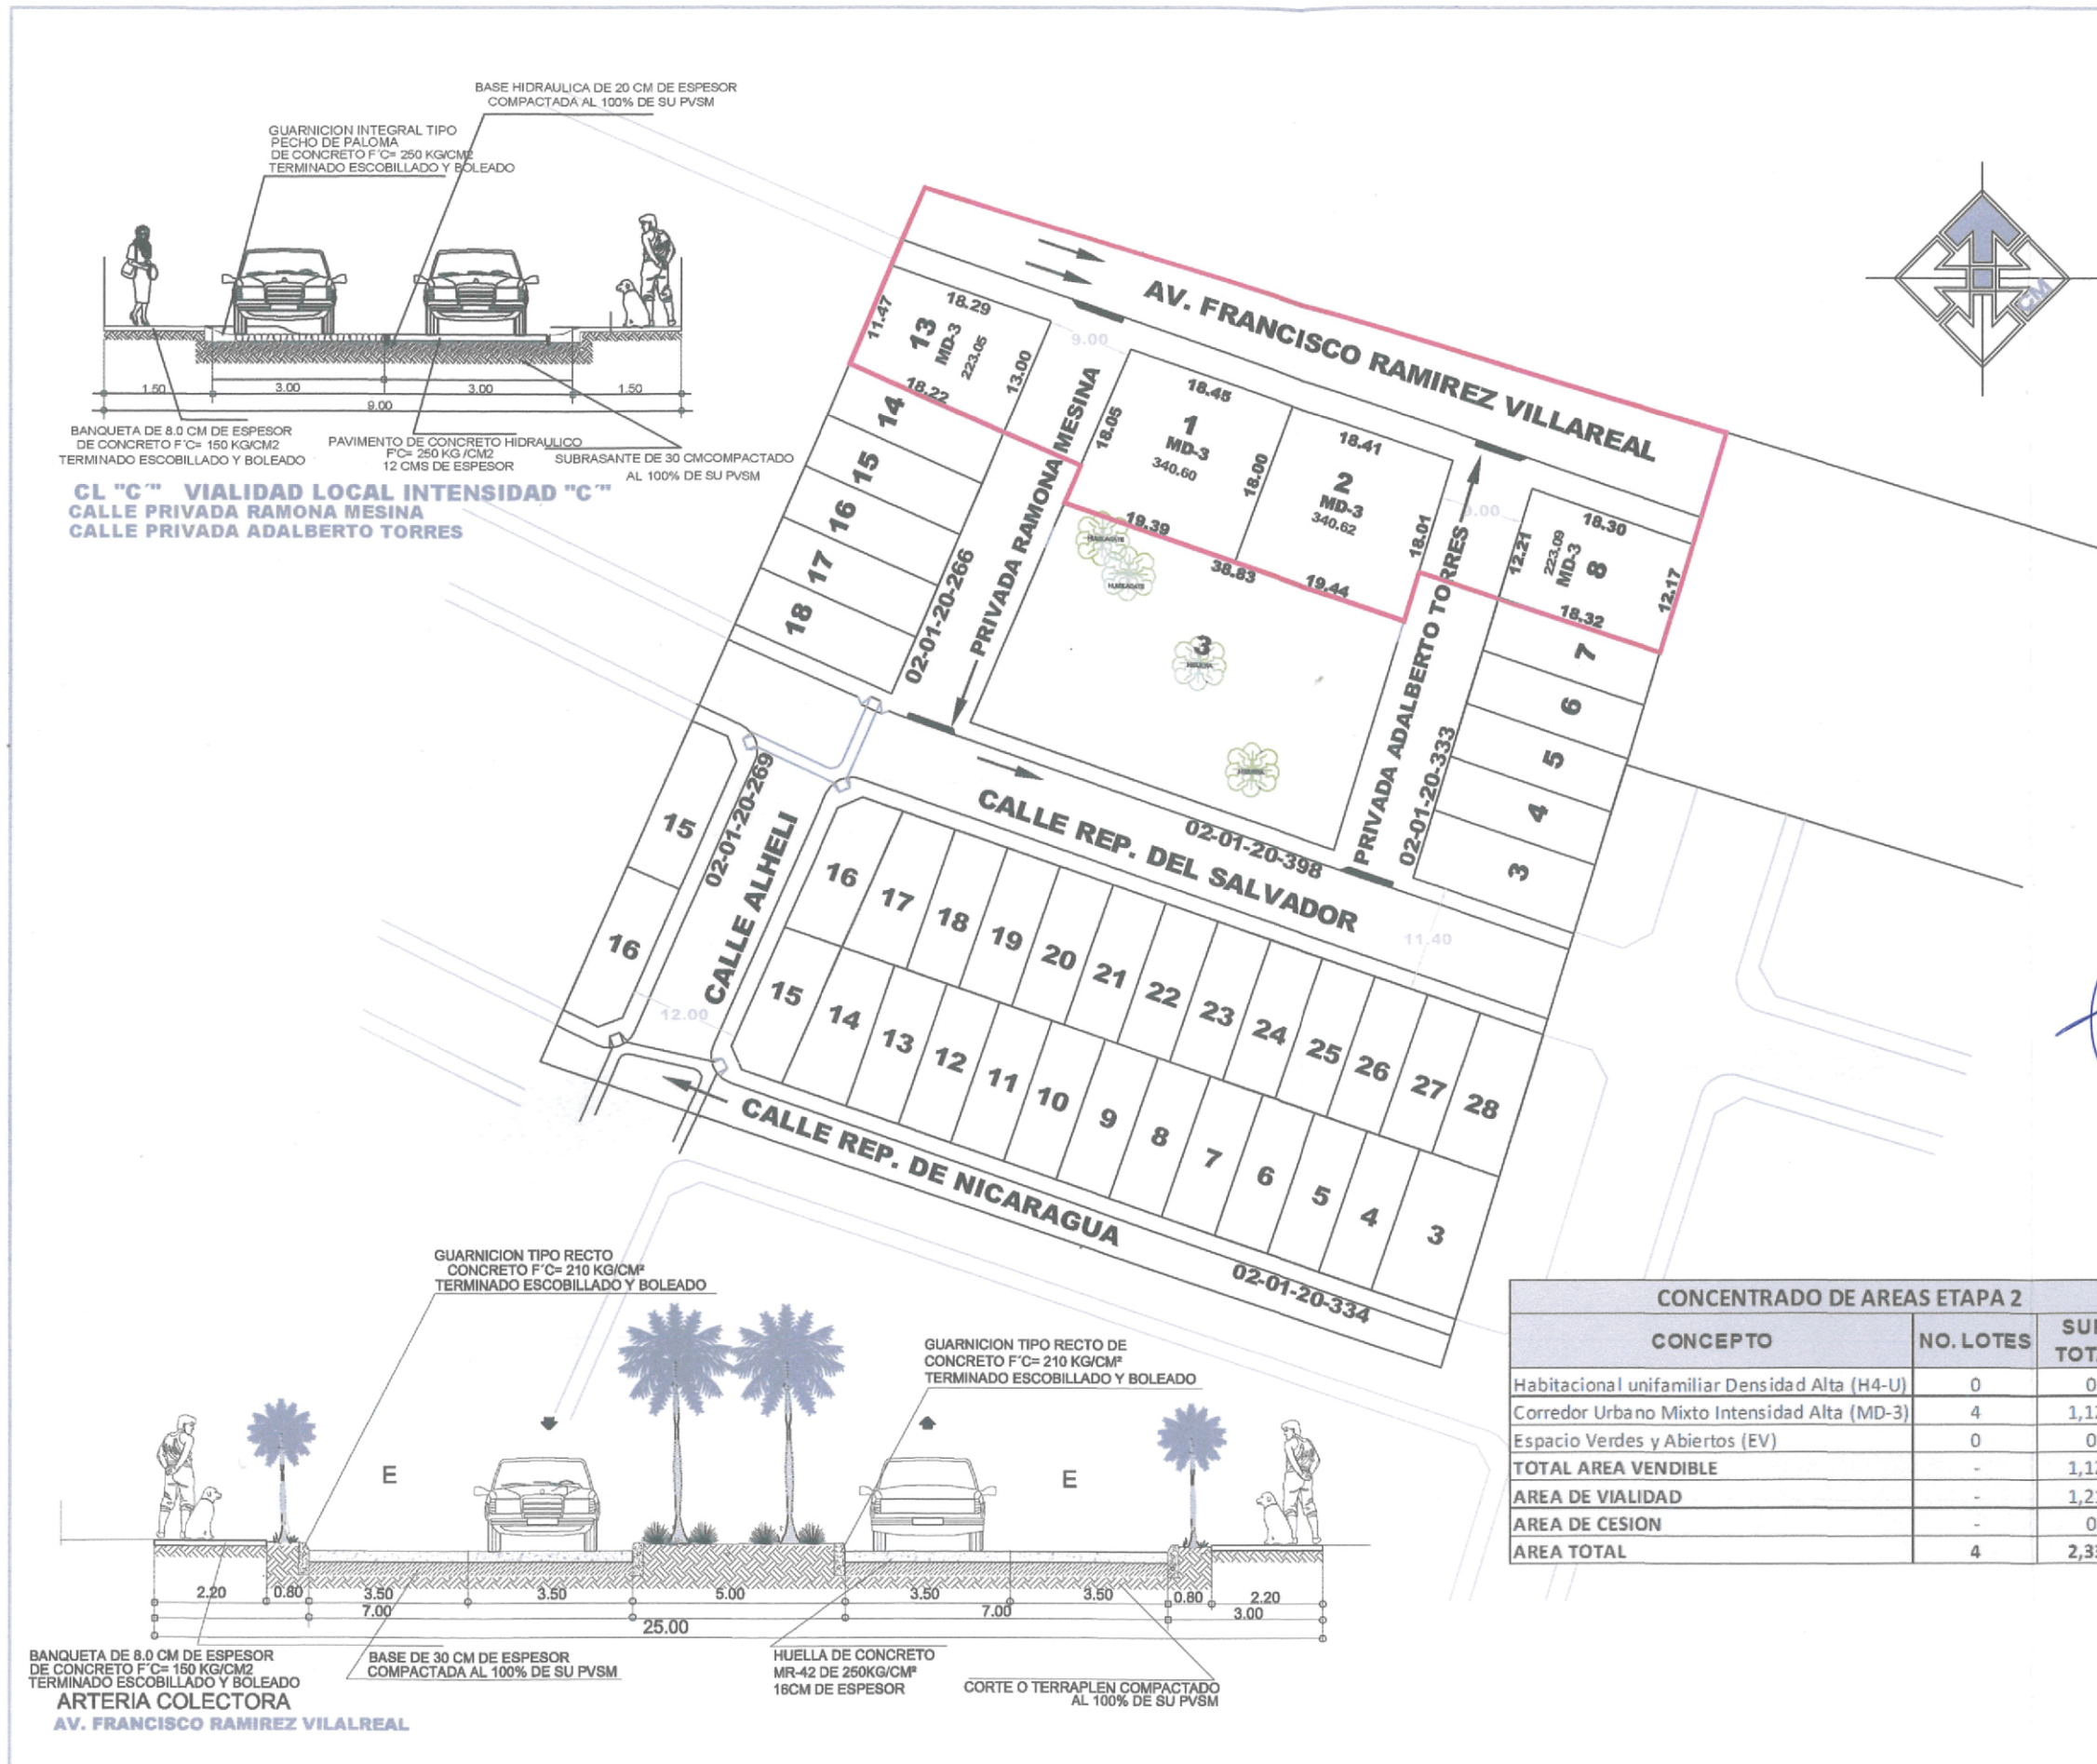 BASE HIDRAULICA DE 20 CM DE ESPESOR
COMPACTADA AL 100% DE SU PVSM
GUARNICION INTEGRAL TIPO
PECHO DE PALOMA
DE CONCRETO F´C= 250 KG/CM2
TERMINADO ESCOBILLADO Y BOLEADO
1.50
3.00
3.00
1.50
9.00
BANQUETA DE 8.0 CM DE ESPESOR
DE CONCRETO F´C= 150 KG/CM2
TERMINADO ESCOBILLADO Y BOLEADO
PAVIMENTO DE CONCRETO HIDRAULICO
F'C= 250 KG /CM2
12 CMS DE ESPESOR
SUBRASANTE DE 30 CMCOMPACTADO
AL 100% DE SU PVSM
CL "C´" VIALIDAD LOCAL INTENSIDAD "C´"
CALLE PRIVADA RAMONA MESINA
CALLE PRIVADA ADALBERTO TORRES
CM
AV. FRANCISCO RAMIREZ VILLAREAL
11.47
18.29
13
MD-3
223.05
13.00
18.22
9.00
18.05
18.45
1
MD-3
340.60
18.00
19.39
18.41
2
MD-3
340.62
18.01
38.83
19.44
9.00
12.21
18.30
223.09
MD-3
8
12.17
18.32
14
15
16
17
18
02-01-20-266
PRIVADA RAMONA MESINA
3
PRIVADA ADALBERTO TORRES
02-01-20-333
7
6
5
4
3
15
16
02-01-20-269
CALLE ALHELI
12.00
CALLE REP. DEL SALVADOR
02-01-20-398
11.40
16
17
18
19
20
21
22
23
24
25
26
27
28
15
14
13
12
11
10
9
8
7
6
5
4
3
CALLE REP. DE NICARAGUA
02-01-20-334
GUARNICION TIPO RECTO
CONCRETO F´C= 210 KG/CM²
TERMINADO ESCOBILLADO Y BOLEADO
GUARNICION TIPO RECTO DE
CONCRETO F´C= 210 KG/CM²
TERMINADO ESCOBILLADO Y BOLEADO
E
E
2.20
0.80
3.50
3.50
5.00
3.50
3.50
0.80
2.20
7.00
7.00
3.00
25.00
BANQUETA DE 8.0 CM DE ESPESOR
DE CONCRETO F´C= 150 KG/CM2
TERMINADO ESCOBILLADO Y BOLEADO
BASE DE 30 CM DE ESPESOR
COMPACTADA AL 100% DE SU PVSM
HUELLA DE CONCRETO
MR-42 DE 250KG/CM²
16CM DE ESPESOR
CORTE O TERRAPLEN COMPACTADO
AL 100% DE SU PVSM
ARTERIA COLECTORA
AV. FRANCISCO RAMIREZ VILALREAL
CONCENTRADO DE AREAS ETAPA 2
CONCEPTO NO. LOTES
Habitacional unifamiliar Densidad Alta (H4-U) 0 0
Corredor Urbano Mixto Intensidad Alta (MD-3) 4
Espacio Verdes y Abiertos (EV) 0 0
TOTAL AREA VENDIBLE -
AREA DE VIALIDAD -
AREA DE CESION - 0
AREA TOTAL 4